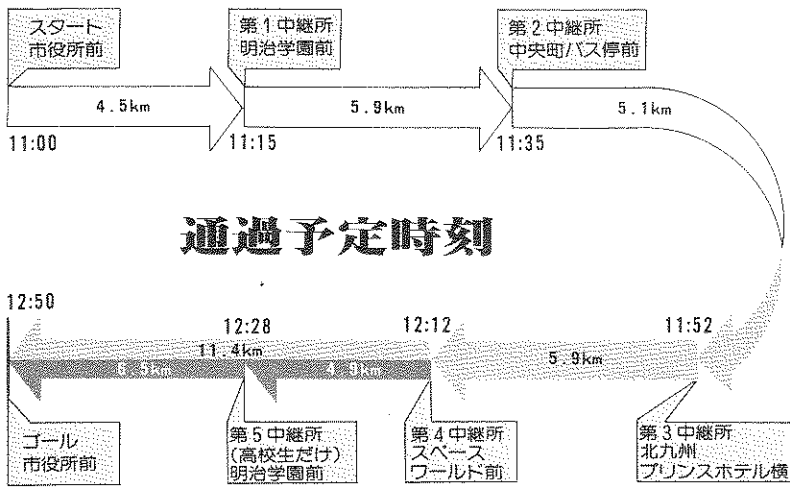 スタート
市役所前
第1中継所
明治学園前
第2中継所
中央町バス停前
4.5km
5.9km
5.1km
11:00
11:15
11:35
通過予定時刻
12:50
12:28
12:12
11:52
11.4km
5.9km
6.5km
4.9km
ゴール
市役所前
第5中継所
(高校生だけ)
明治学園前
第4中継所
スペース
ワールド前
第3中継所
北九州
プリンスホテル横